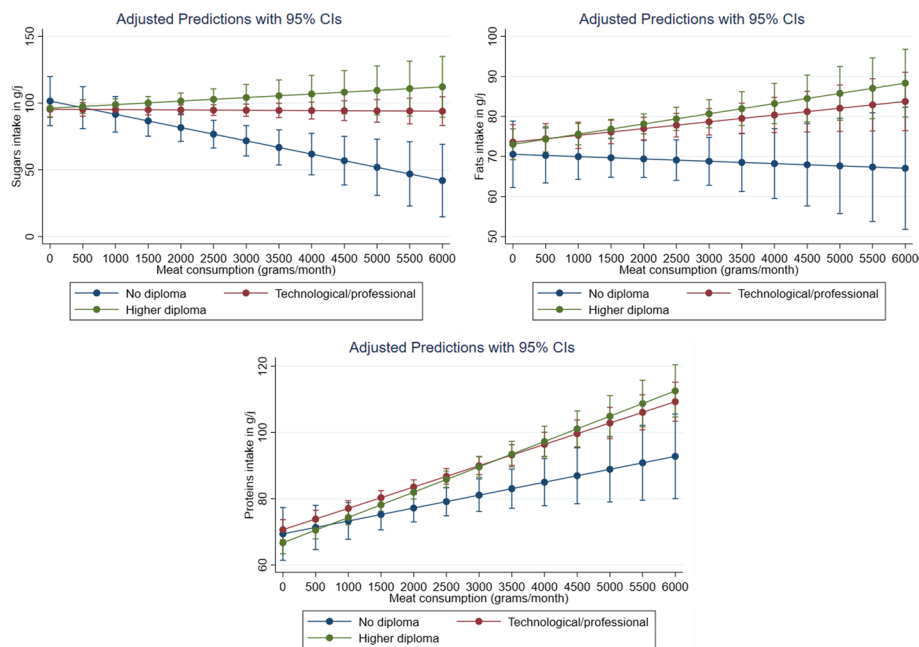 Adjusted Predictions with 95% CIs
Sugars intake in g/j
150
100
50
0
0 500 1000 1500 2000 2500 3000 3500 4000 4500 5000 5500 6000
Meat consumption (grams/month)
No diploma Technological/professional
Higher diploma
Adjusted Predictions with 95% CIs
Fats intake in g/j
100
90
80
70
60
50
0 500 1000 1500 2000 2500 3000 3500 4000 4500 5000 5500 6000
Meat consumption (grams/month)
No diploma Technological/professional
Higher diploma
Adjusted Predictions with 95% CIs
Proteins intake in g/j
120
100
80
60
0 500 1000 1500 2000 2500 3000 3500 4000 4500 5000 5500 6000
Meat consumption (grams/month)
No diploma Technological/professional
Higher diploma